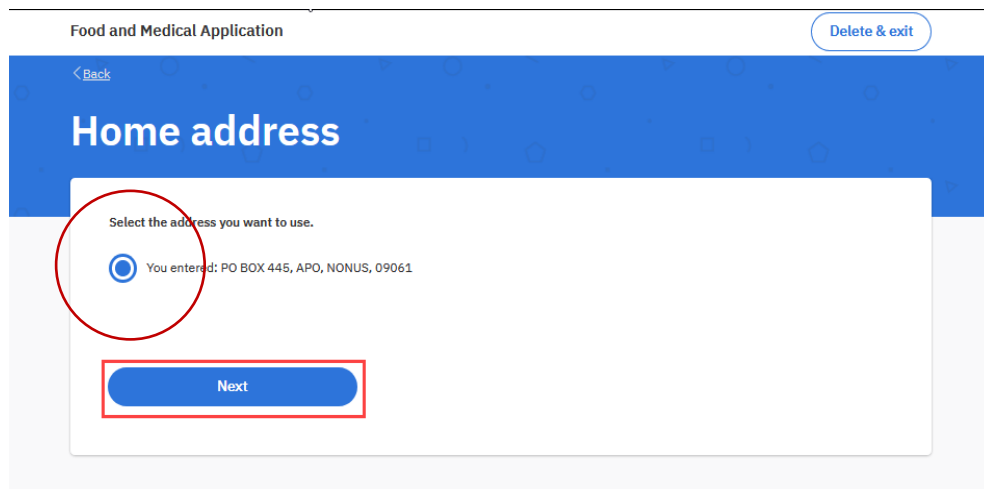 Food and Medical Application
Delete & exit
Back
Home address
Select the address you want to use.
You entered: PO BOX 445, APO, NONUS, 09061
Next